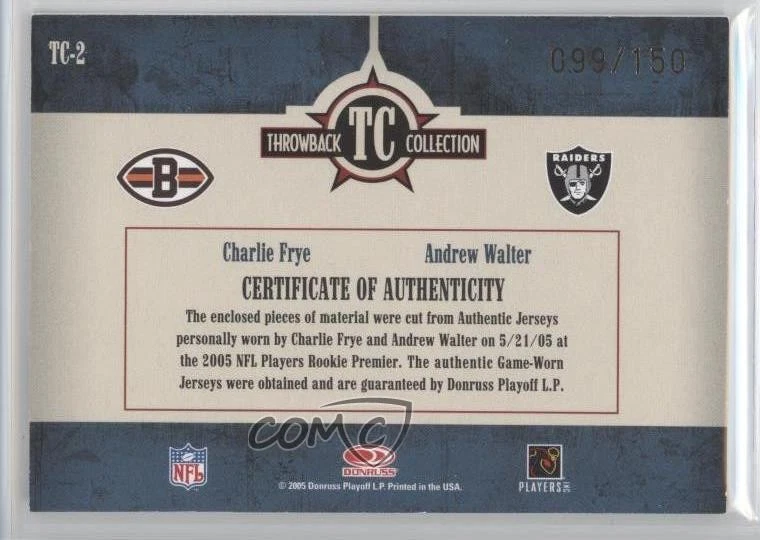 TC-2
099/150
THROWBACK TC COLLECTION
B
RAIDERS
Charlie Frye Andrew Walter
CERTIFICATE OF AUTHENTICITY
The enclosed pieces of material were cut from Authentic Jerseys
personally worn by Charlie Frye and Andrew Walter on 5/21/05 at
the 2005 NFL Players Rookie Premier. The authentic Game-Worn
Jerseys were obtained and are guaranteed by Donruss Playoff L.P.
COMC
NFL
DONRUSS
PLAYERS INC
© 2005 Donruss Playoff L.P. Printed in the USA.